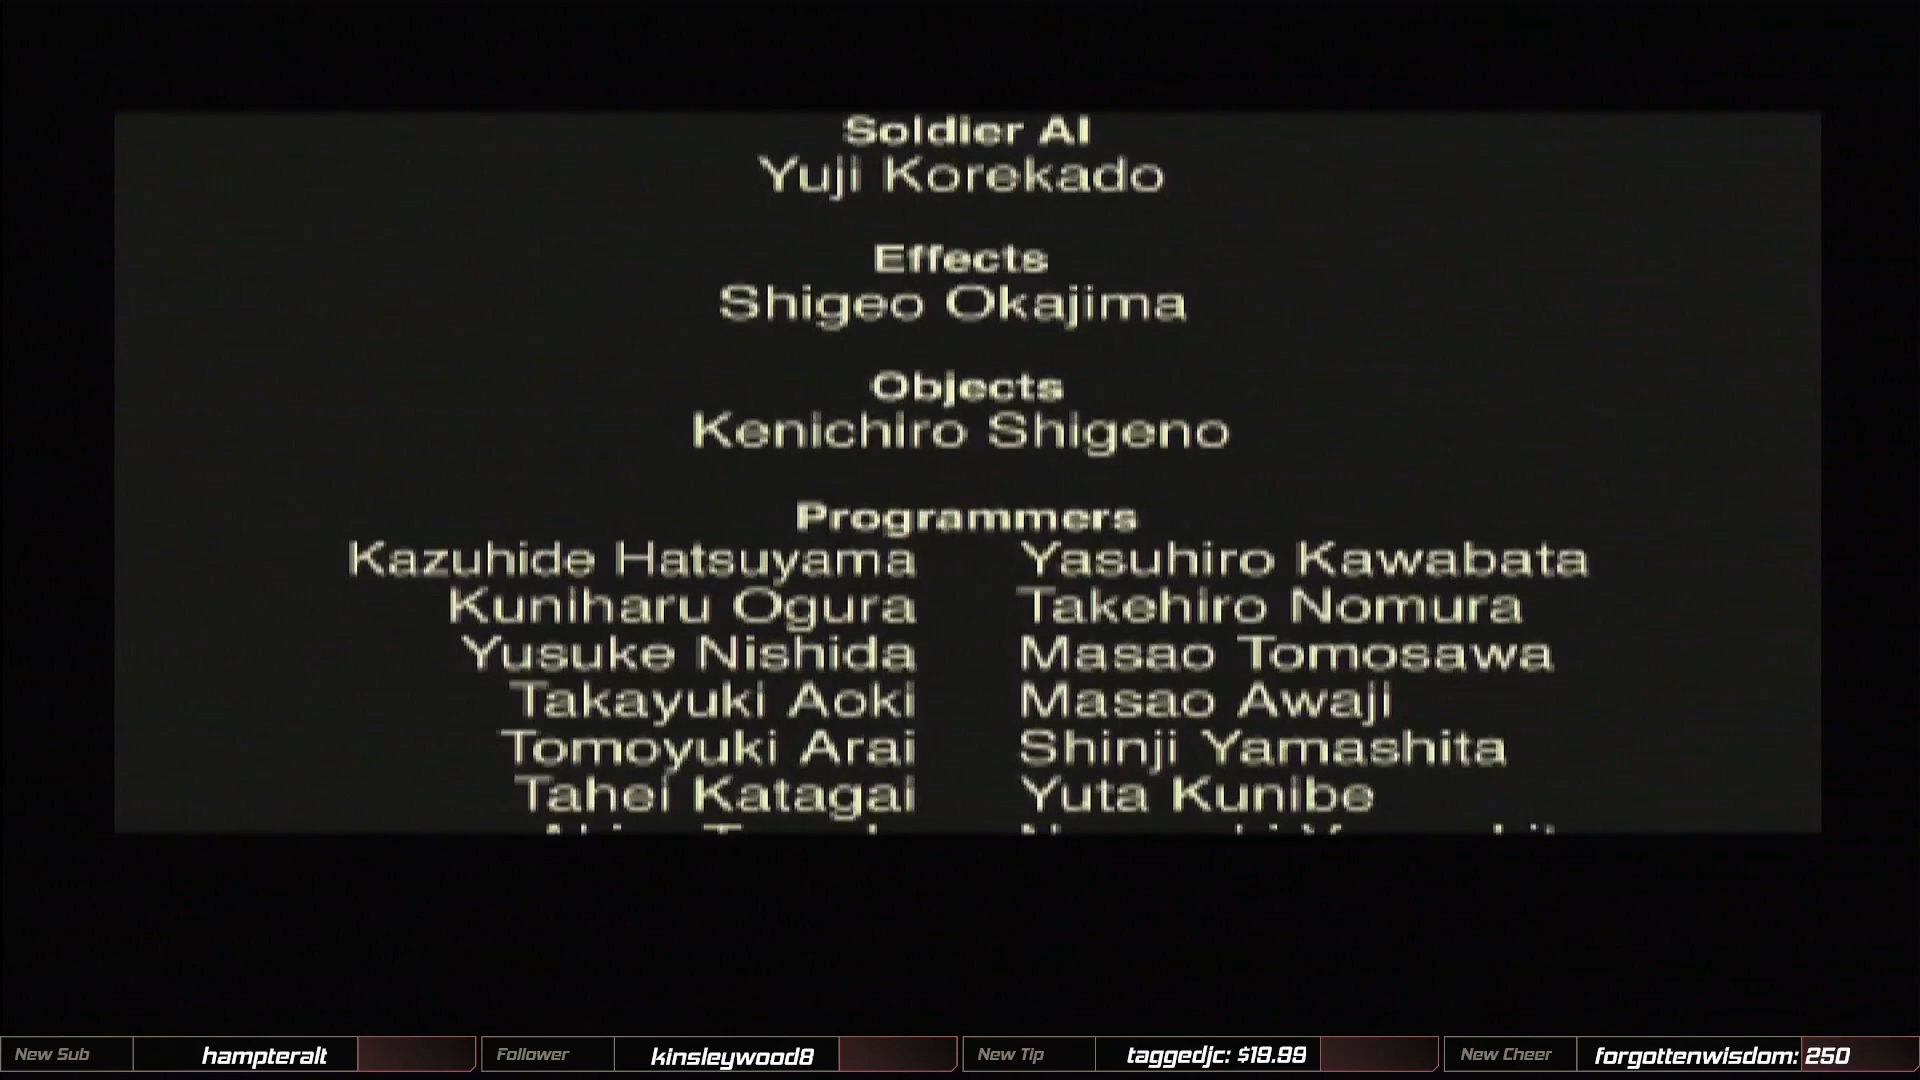 Soldier AI
Yuji Korekado
Effects
Shigeo Okajima
Objects
Kenichiro Shigeno
Programmers
Kazuhide Hatsuyama Yasuhiro Kawabata
Kuniharu Ogura Takehiro Nomura
Yusuke Nishida Masao Tomosawa
Takayuki Aoki Masao Awaji
Tomoyuki Arai Shinji Yamashita
Tahei Katagai Yuta Kunibe
New Sub hampteralt Follower kinsleywood8 New Tip taggedjc: $19.99 New Cheer forgottenwisdom: 250